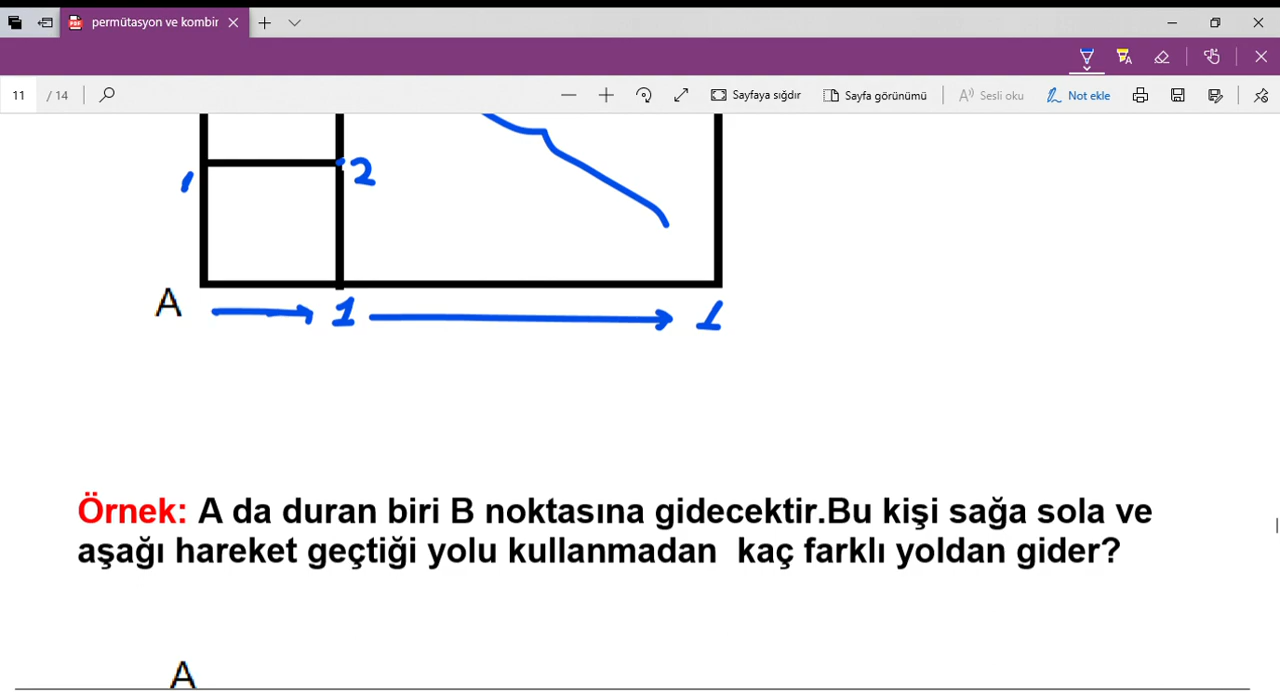 permütasyon ve kombir
11 / 14
Sayfaya sığdır
Sayfa görünümü
A Sesli oku
Not ekle
1
2
A
1
1
Örnek: A da duran biri B noktasına gidecektir.Bu kişi sağa sola ve
aşağı hareket geçtiği yolu kullanmadan kaç farklı yoldan gider?
A